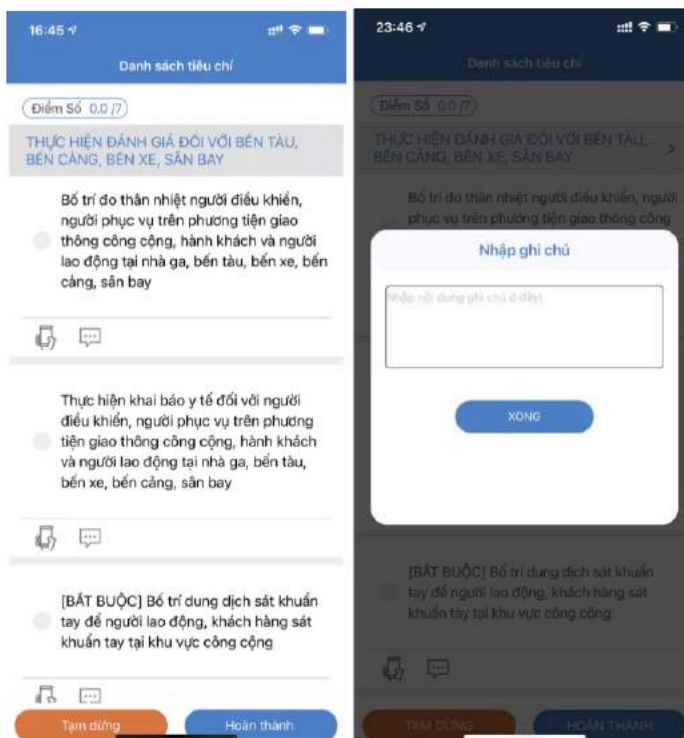 16:45
Danh sách tiêu chí
Điểm Số 0.0 /7
THỰC HIỆN ĐÁNH GIÁ ĐỐI VỚI BẾN TÀU,
BẾN CẢNG, BẾN XE, SÂN BAY
Bố trí đo thân nhiệt người điều khiển,
người phục vụ trên phương tiện giao
thông công cộng, hành khách và người
lao động tại nhà ga, bến tàu, bến xe, bến
cảng, sân bay
Thực hiện khai báo y tế đối với người
điều khiển, người phục vụ trên phương
tiện giao thông công cộng, hành khách
và người lao động tại nhà ga, bến tàu,
bến xe, bến cảng, sân bay
[BẮT BUỘC] Bố trí dung dịch sát khuẩn
tay để người lao động, khách hàng sát
khuẩn tay tại khu vực công cộng
Tạm dừng
Hoàn thành
23:46
Danh sách tiêu chí
Điểm Số 0.0 /7
THỰC HIỆN ĐÁNH GIÁ ĐỐI VỚI BẾN TÀU,
BẾN CẢNG, BẾN XE, SÂN BAY
Bố trí đo thân nhiệt người điều khiển, người
phục vụ trên phương tiện giao thông công
Nhập ghi chú
Nhập nội dung ghi chú ở đây!
XONG
[BẮT BUỘC] Bố trí dung dịch sát khuẩn
tay để người lao động, khách hàng sát
khuẩn tay tại khu vực công cộng
TẠM DỪNG
HOÀN THÀNH